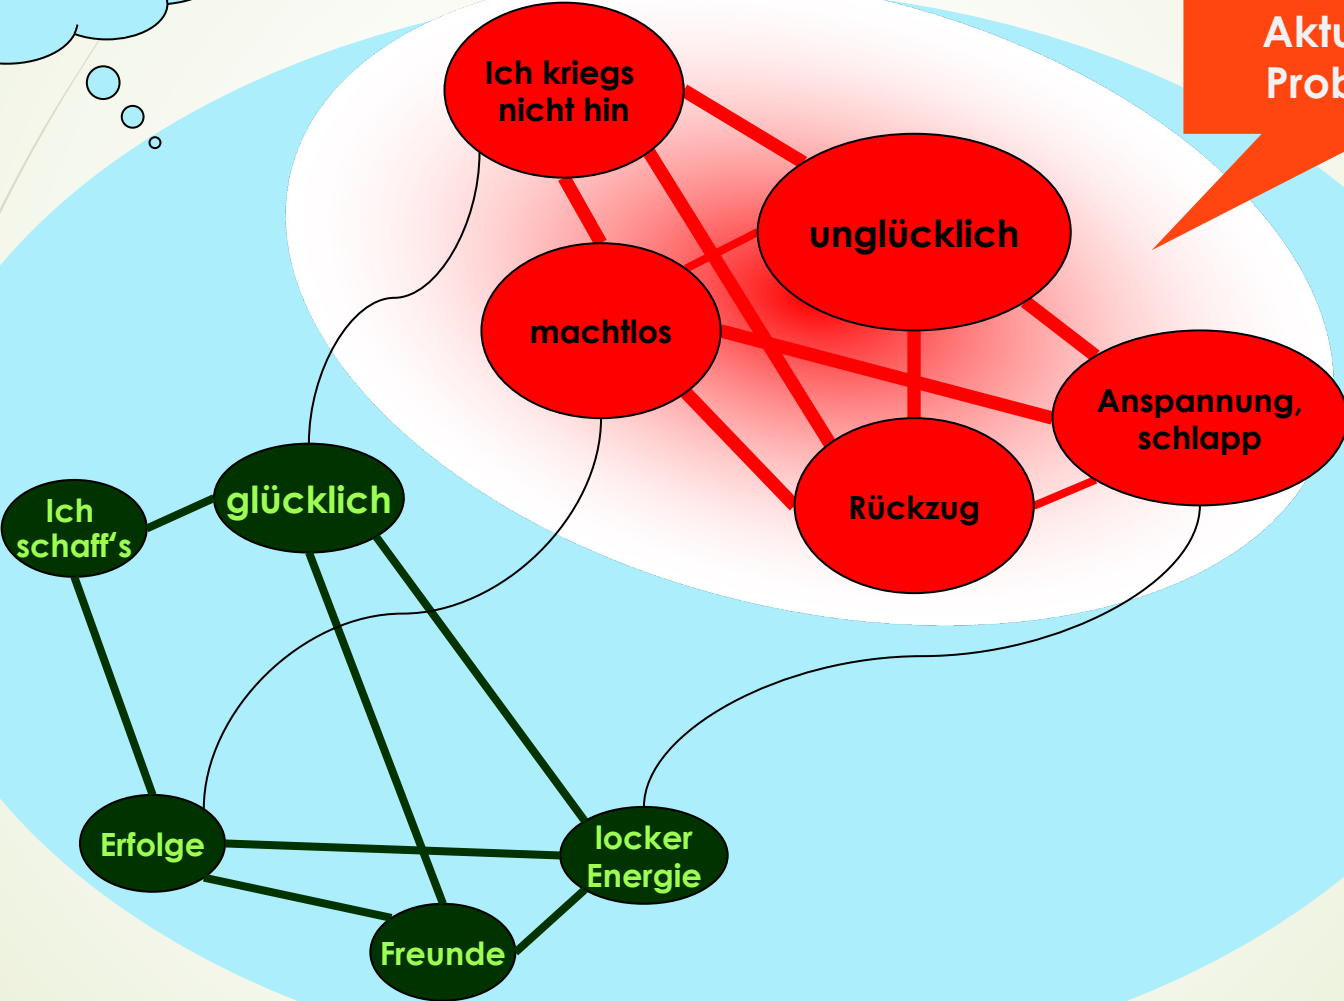 Ich kriegs
nicht hin
unglücklich
machtlos
Anspannung,
schlapp
Rückzug
glücklich
Ich
schaff‘s
Erfolge
locker
Energie
Freunde